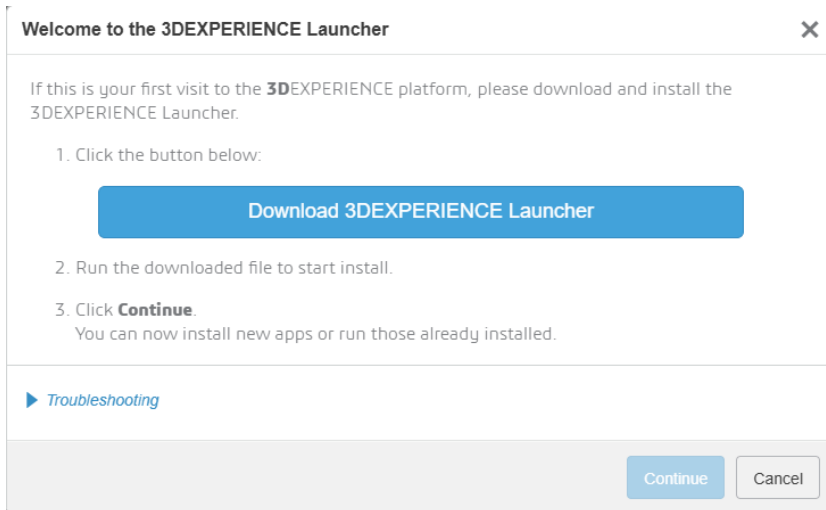 Welcome to the 3DEXPERIENCE Launcher
If this is your first visit to the 3DEXPERIENCE platform, please download and install the
3DEXPERIENCE Launcher.
1. Click the button below:
Download 3DEXPERIENCE Launcher
2. Run the downloaded file to start install.
3. Click Continue.
You can now install new apps or run those already installed.
Troubleshooting
Continue Cancel